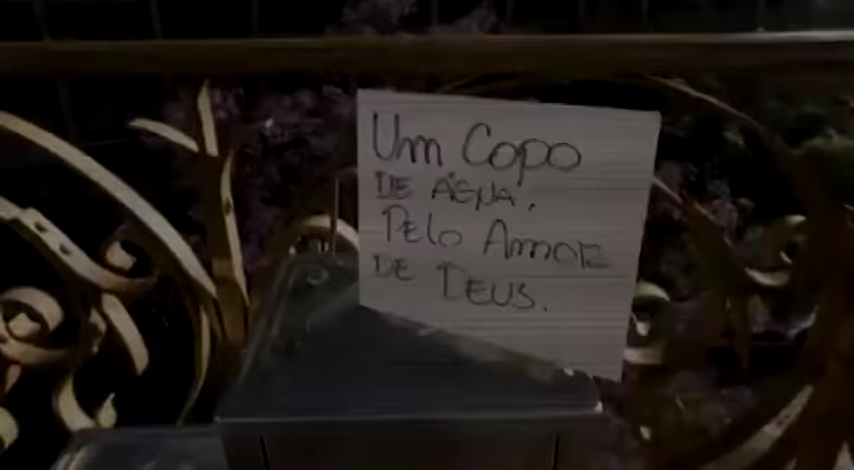 Um Copo
DE ÁGUA,
PELO AMOR
DE DEUS.